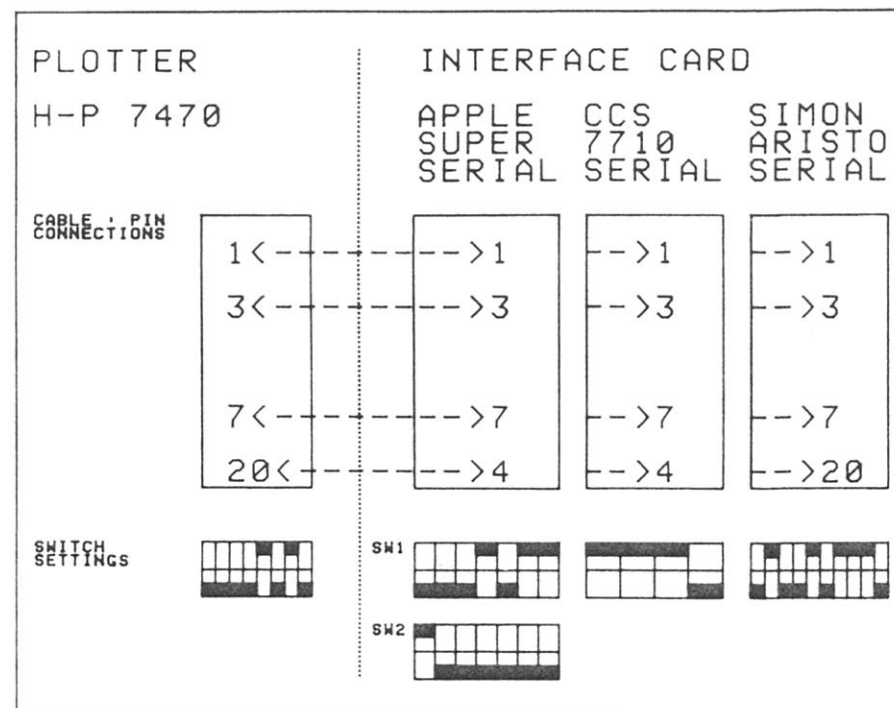 PLOTTER
INTERFACE CARD
H-P 7470
APPLE SUPER SERIAL
CCS 7710 SERIAL
SIMON ARISTO SERIAL
CABLE : PIN
CONNECTIONS
1<------->1 -->1 -->1
3<------->3 -->3 -->3
7<------->7 -->7 -->7
20<------->4 -->4 -->20
SWITCH
SETTINGS
SW1
SW2